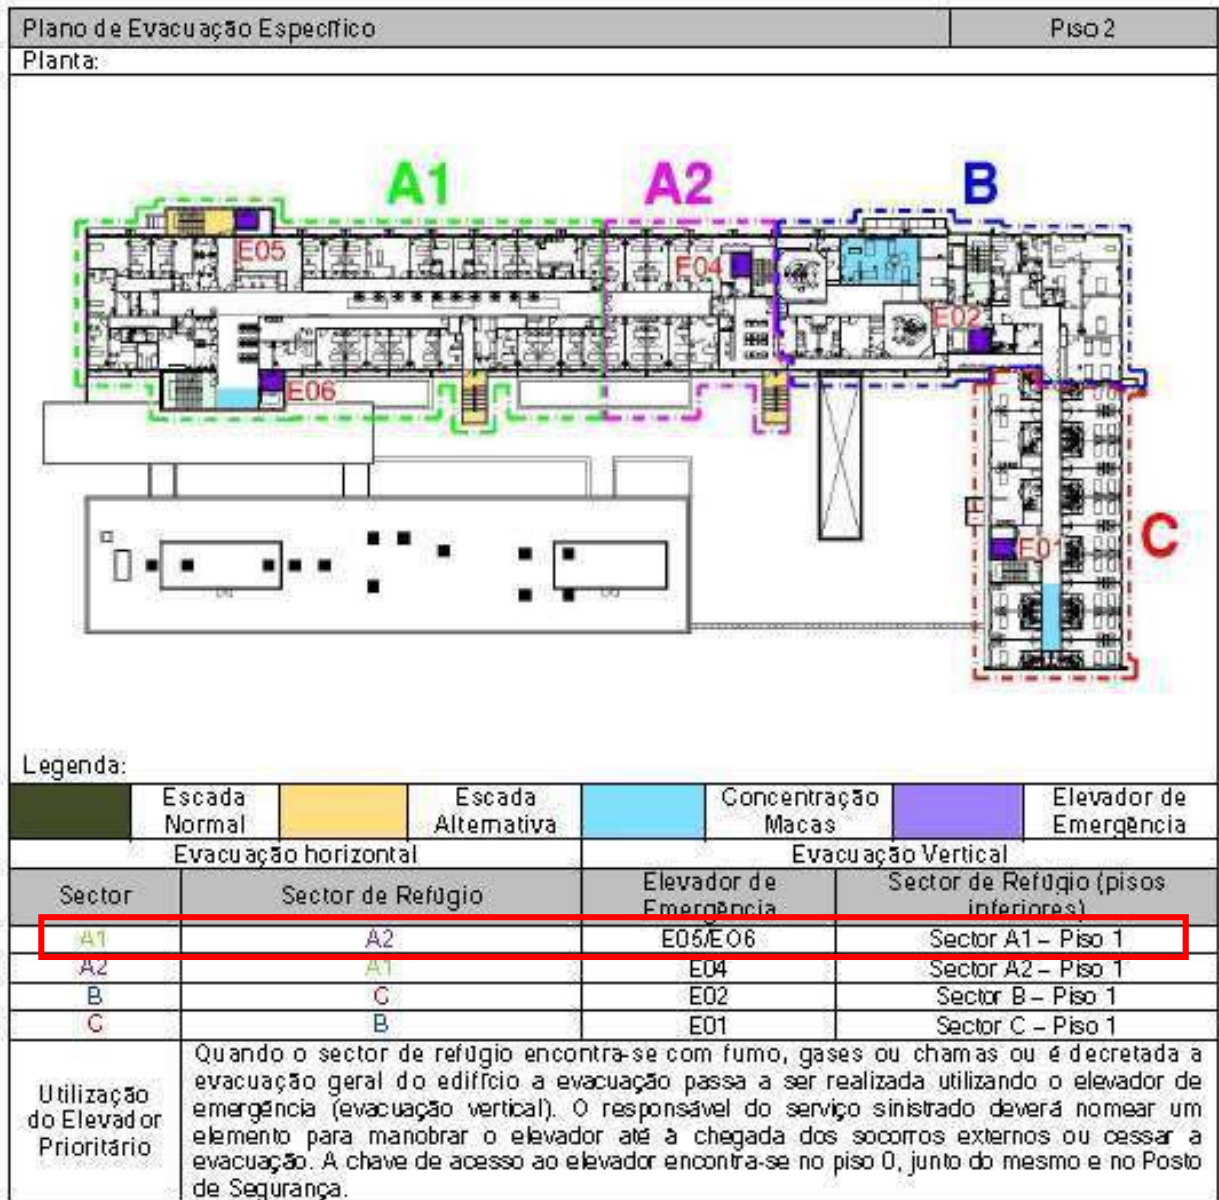 Plano de Evacuação Específico
Piso 2
Planta:
A1
A2
B
E05
E04
E02
E06
E01
C
Legenda:
Escada
Normal
Escada
Alternativa
Concentração
Macas
Elevador de
Emergência
Evacuação horizontal
Evacuação Vertical
Sector
Sector de Refúgio
Elevador de
Emergência
Sector de Refúgio (pisos
inferiores)
A1 A2 E05/EO6 Sector A1 – Piso 1
A2 A1 E04 Sector A2 – Piso 1
B C E02 Sector B – Piso 1
C B E01 Sector C – Piso 1
Utilização
do Elevador
Prioritário
Quando o sector de refúgio encontra-se com fumo, gases ou chamas ou é decretada a
evacuação geral do edifício a evacuação passa a ser realizada utilizando o elevador de
emergência (evacuação vertical). O responsável do serviço sinistrado deverá nomear um
elemento para manobrar o elevador até à chegada dos socorros externos ou cessar a
evacuação. A chave de acesso ao elevador encontra-se no piso 0, junto do mesmo e no Posto
de Segurança.